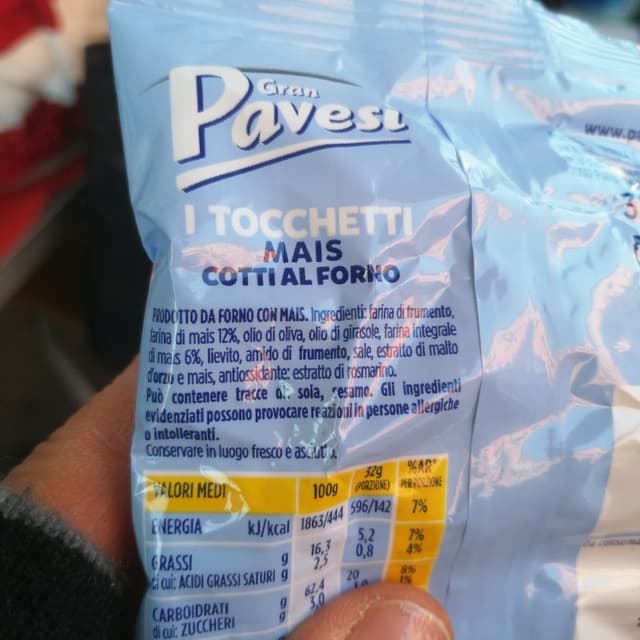 Gran
Pavesi
I TOCCHETTI
MAIS
COTTI AL FORNO
www.p
PRODOTTO DA FORNO CON MAIS. Ingredienti: farina di frumento,
farina di mais 12%, olio di oliva, olio di girasole, farina integrale
di mais 6%, lievito, amido di frumento, sale, estratto di malto
d'orzo e mais, antiossidante: estratto di rosmarino.
Può contenere tracce di soia, sesamo. Gli ingredienti
evidenziati possono provocare reazioni in persone allergiche
o intolleranti.
Conservare in luogo fresco e asciutto.
VALORI MEDI 100g 32g (PORZIONE) %AR* PER PORZIONE
ENERGIA kJ/kcal 1863/444 596/142 7%
GRASSI g 16,3 5,2 7%
di cui: ACIDI GRASSI SATURI g 2,5 0,8 4%
CARBOIDRATI g 62,4 20 8%
di cui: ZUCCHERI g 3,0 1,0 1%